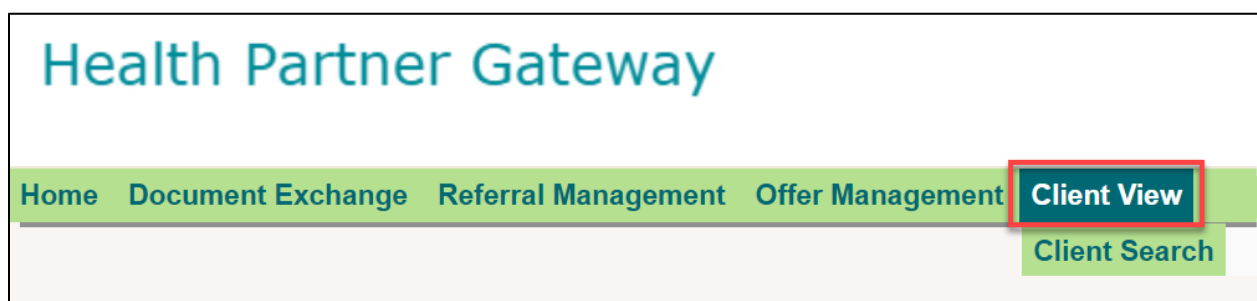 Health Partner Gateway
Home Document Exchange Referral Management Offer Management Client View
Client Search